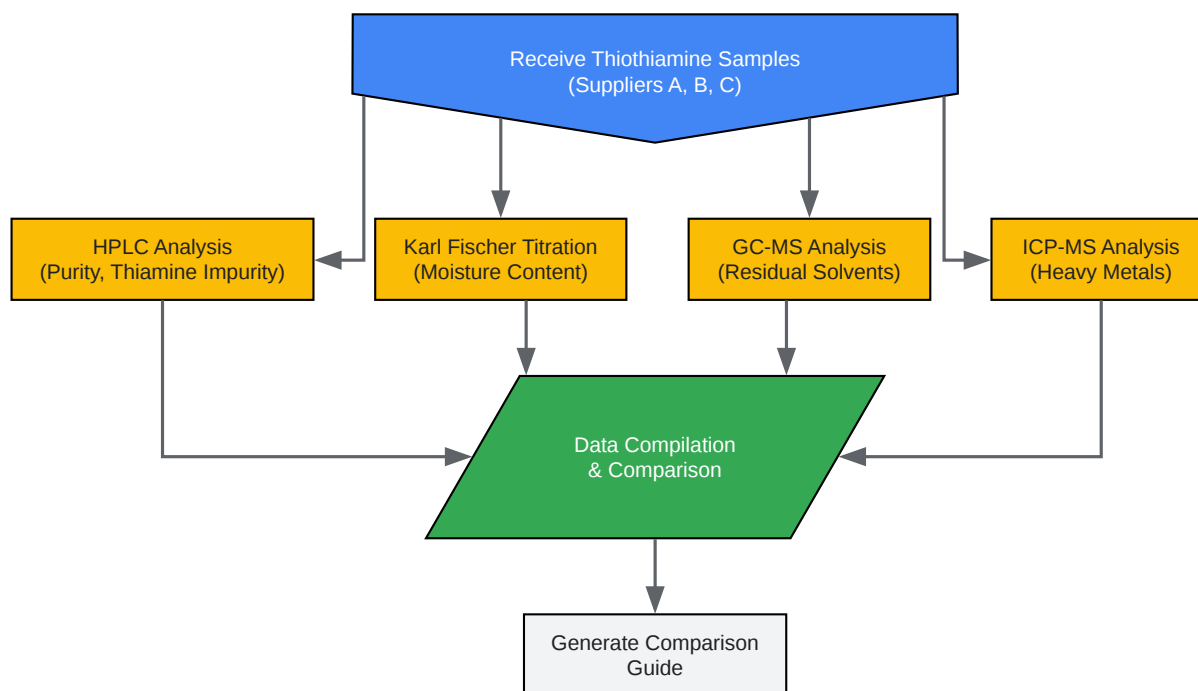 Receive Thiothiamine Samples
(Suppliers A, B, C)
HPLC Analysis
(Purity, Thiamine Impurity)
Karl Fischer Titration
(Moisture Content)
GC-MS Analysis
(Residual Solvents)
ICP-MS Analysis
(Heavy Metals)
Data Compilation
& Comparison
Generate Comparison
Guide